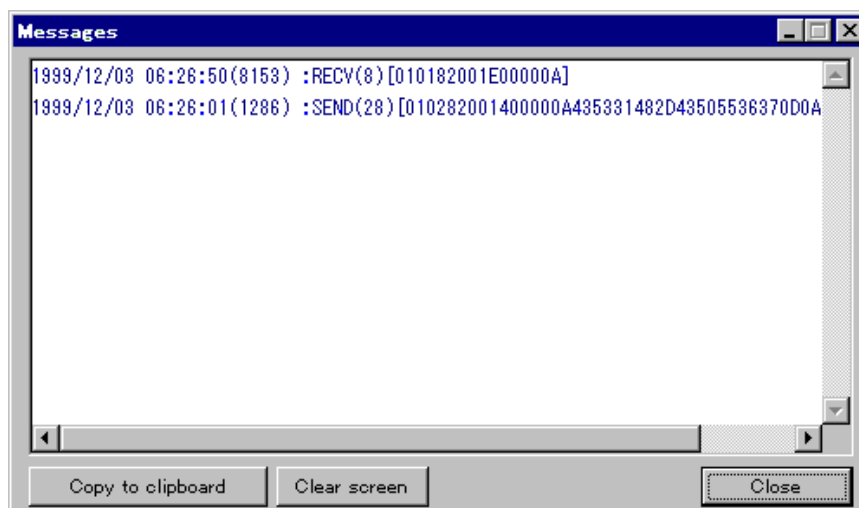 Messages
1999/12/03 06:26:50(8153) :RECV(8)[010182001E00000A]
1999/12/03 06:26:01(1286) :SEND(28)[010282001400000A435331482D43505536370D0A
Copy to clipboard
Clear screen
Close